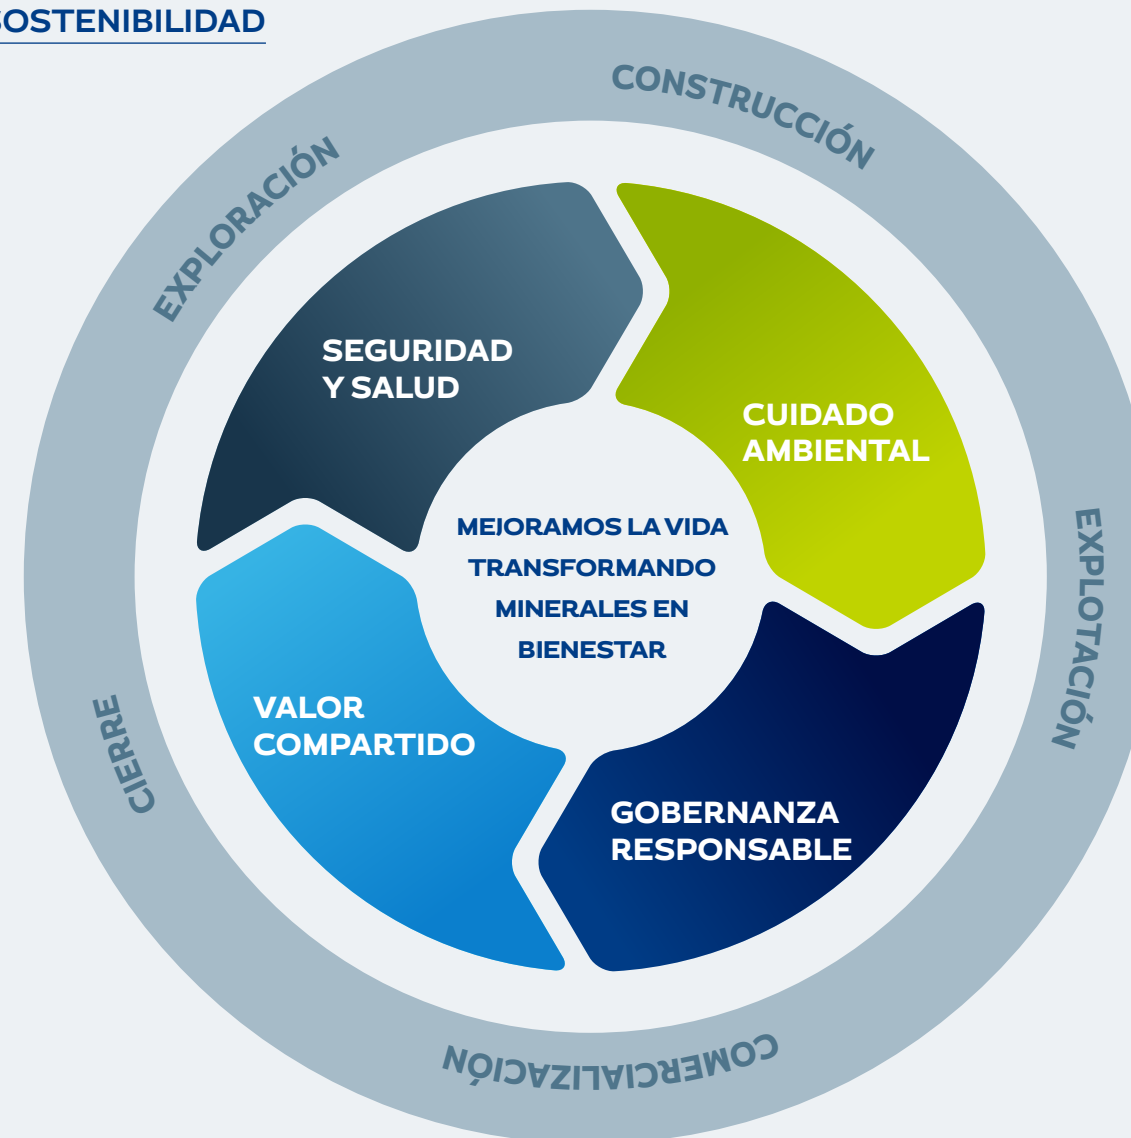 SOSTENIBILIDAD
EXPLORACIÓN
CONSTRUCCIÓN
EXPLOTACIÓN
COMERCIALIZACIÓN
CIERRE
SEGURIDAD
Y SALUD
CUIDADO
AMBIENTAL
GOBERNANZA
RESPONSABLE
VALOR
COMPARTIDO
MEJORAMOS LA VIDA
TRANSFORMANDO
MINERALES EN
BIENESTAR